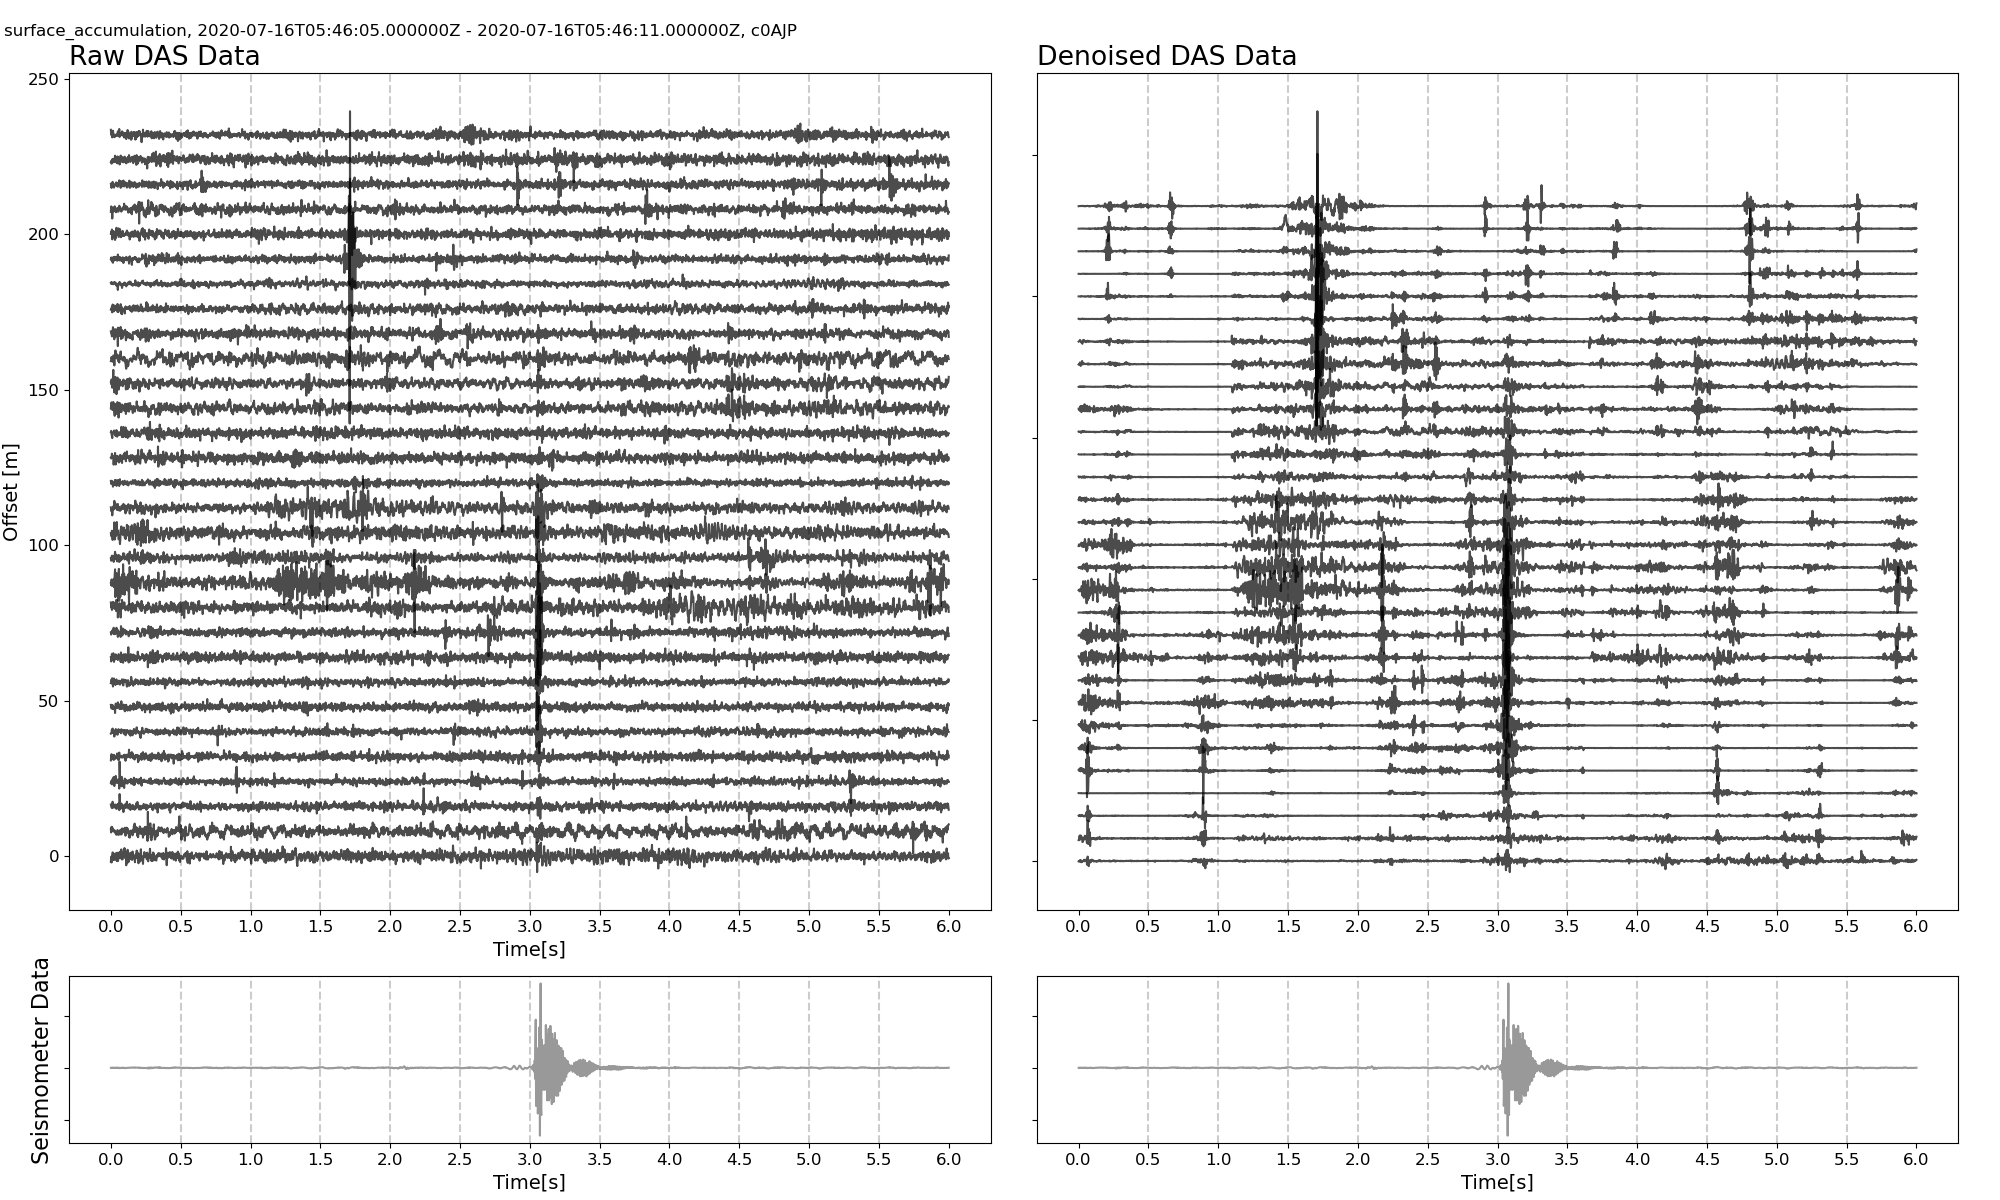 surface_accumulation, 2020-07-16T05:46:05.000000Z - 2020-07-16T05:46:11.000000Z, c0AJP
Raw DAS Data
Denoised DAS Data
Offset [m]
250
200
150
100
50
0
0.0 0.5 1.0 1.5 2.0 2.5 3.0 3.5 4.0 4.5 5.0 5.5 6.0
Time[s]
0.0 0.5 1.0 1.5 2.0 2.5 3.0 3.5 4.0 4.5 5.0 5.5 6.0
Seismometer Data
0.0 0.5 1.0 1.5 2.0 2.5 3.0 3.5 4.0 4.5 5.0 5.5 6.0
Time[s]
0.0 0.5 1.0 1.5 2.0 2.5 3.0 3.5 4.0 4.5 5.0 5.5 6.0
Time[s]